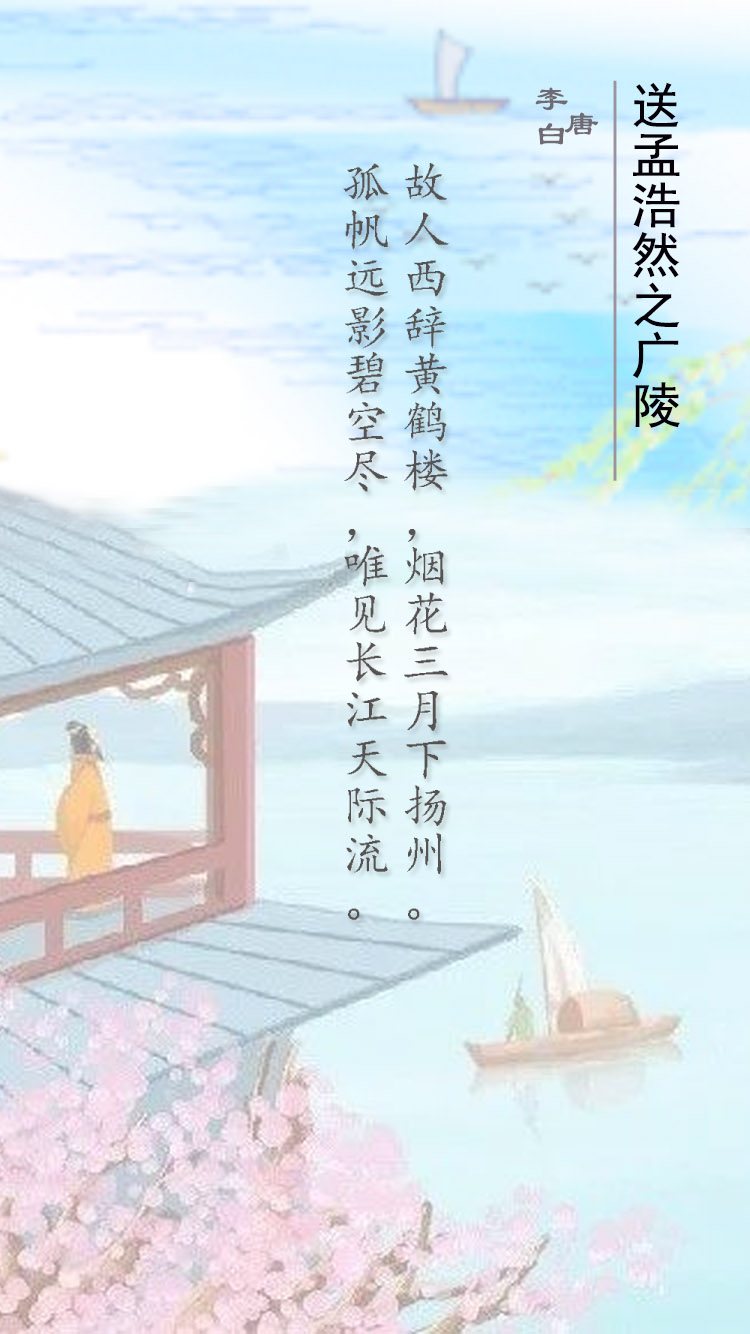 送孟浩然之广陵
唐
李白
故人西辞黄鹤楼，烟花三月下扬州。
孤帆远影碧空尽，唯见长江天际流。